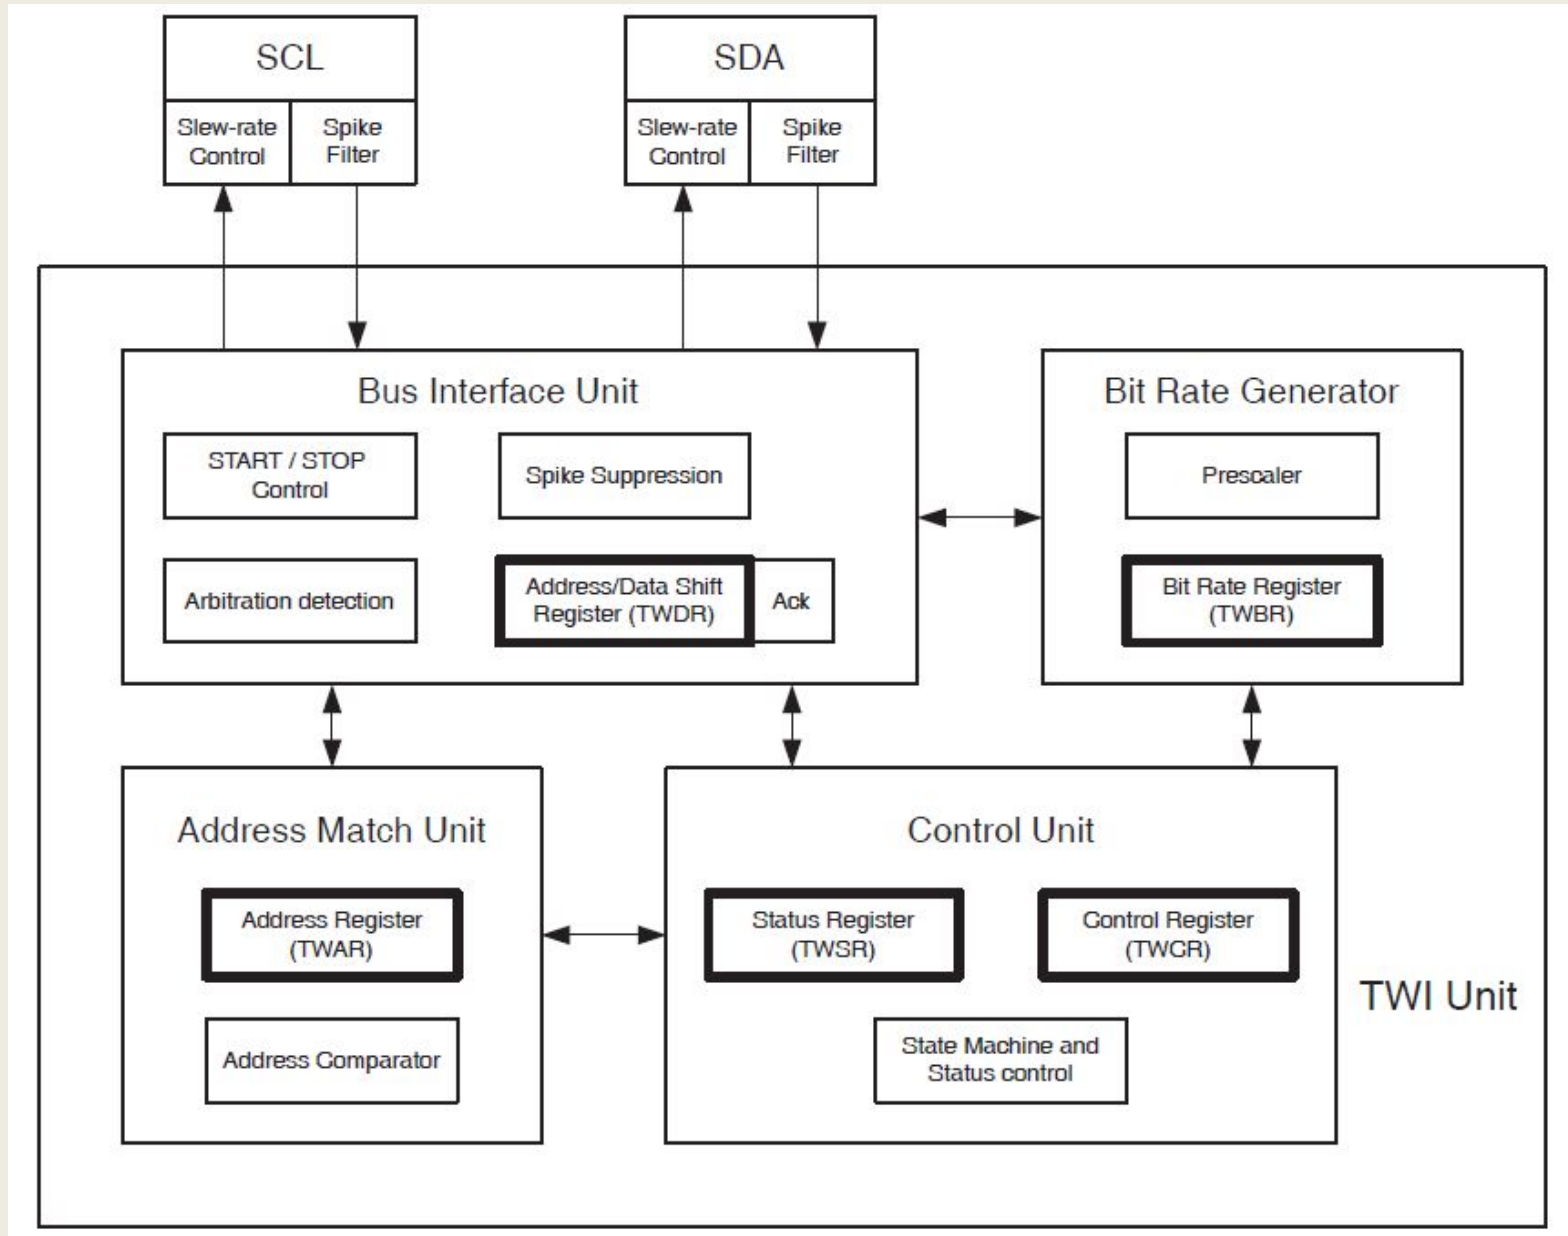 SCL
SDA
Slew-rate
Control
Spike
Filter
Slew-rate
Control
Spike
Filter
Bus Interface Unit
START / STOP
Control
Spike Suppression
Arbitration detection
Address/Data Shift
Register (TWDR)
Ack
Bit Rate Generator
Prescaler
Bit Rate Register
(TWBR)
Address Match Unit
Address Register
(TWAR)
Address Comparator
Control Unit
Status Register
(TWSR)
Control Register
(TWCR)
State Machine and
Status control
TWI Unit